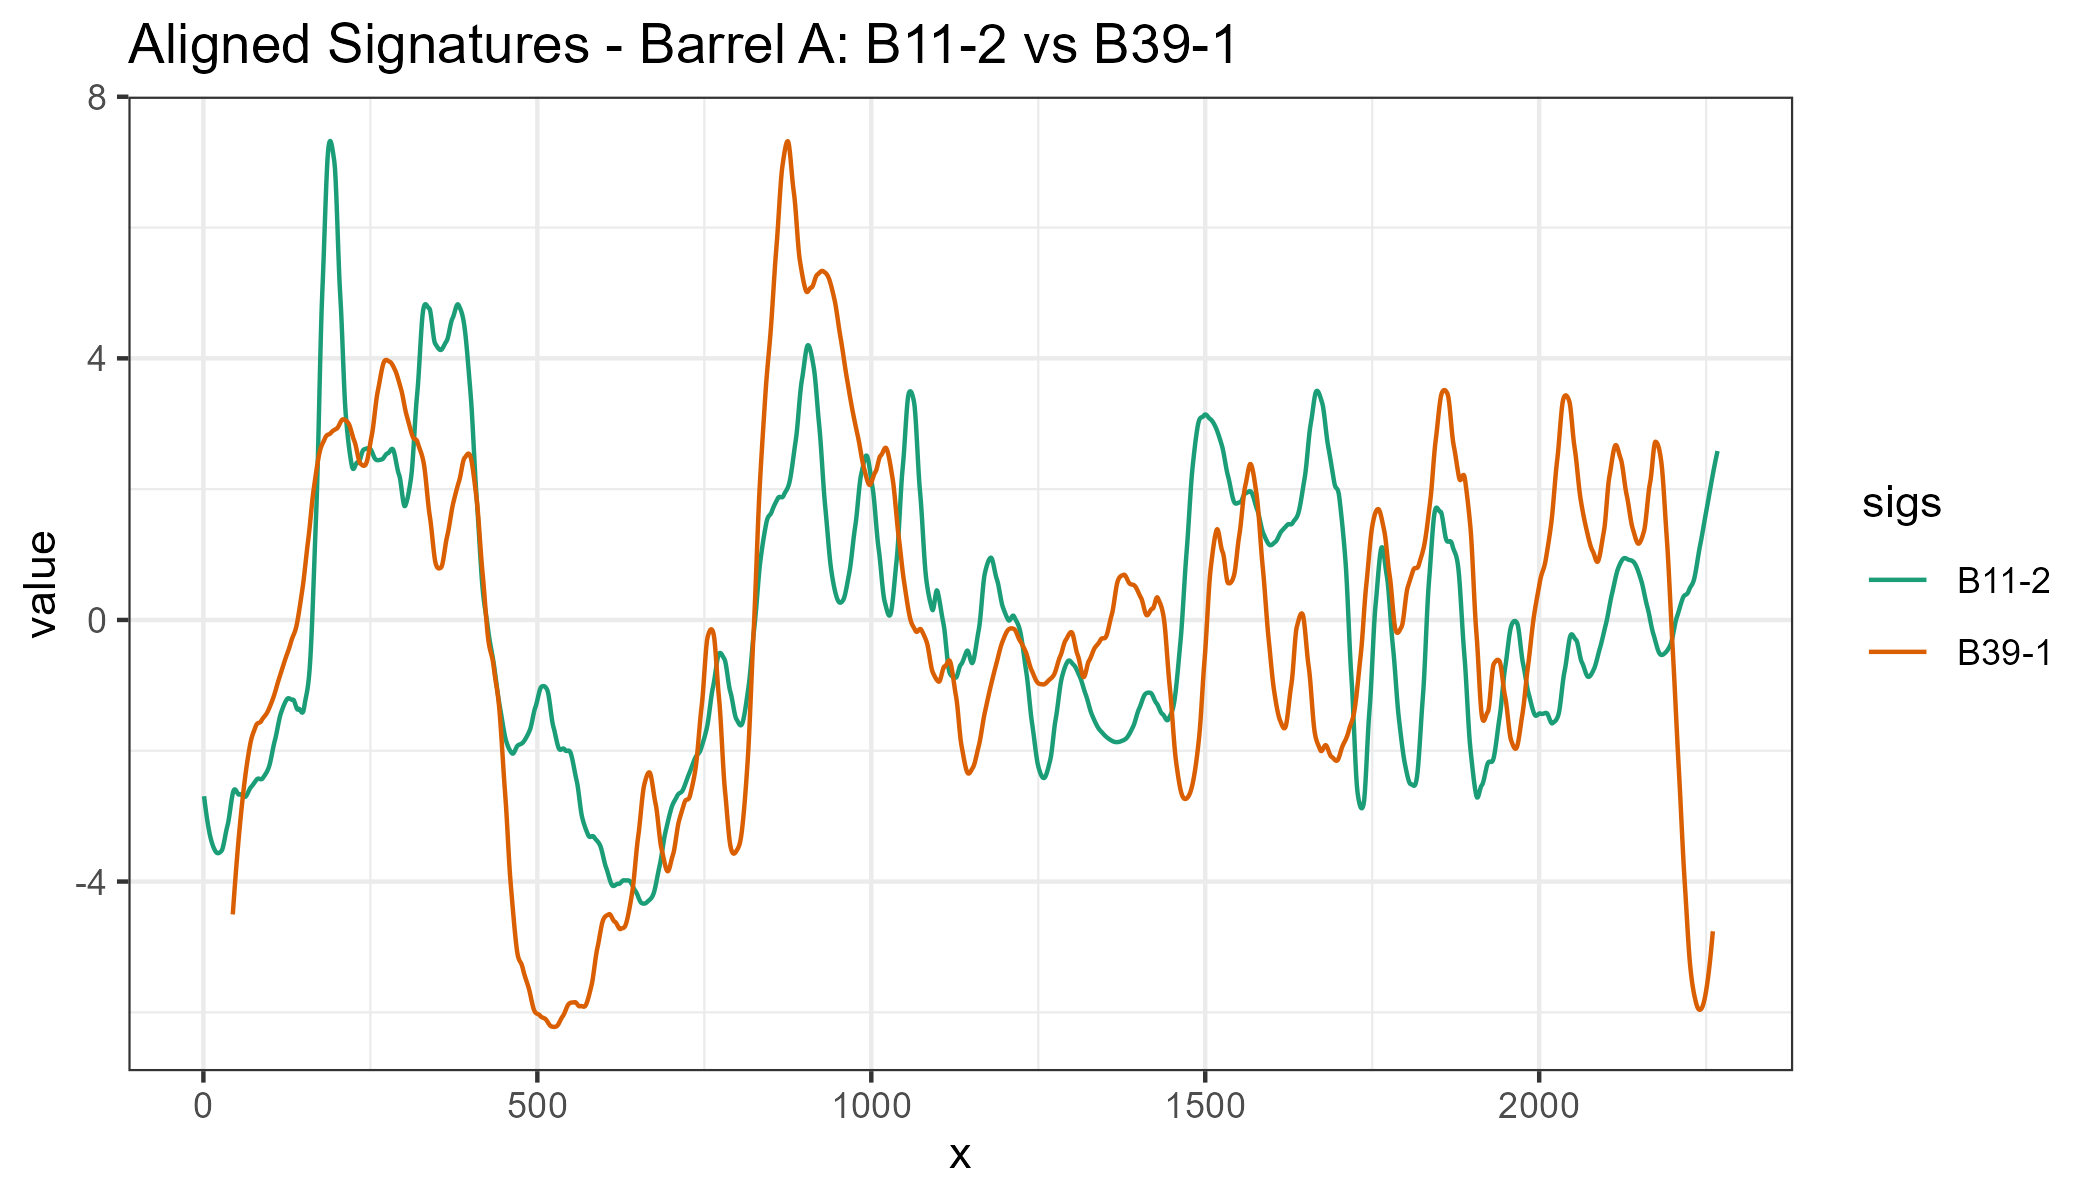 Aligned Signatures - Barrel A: B11-2 vs B39-1
8
4
0
-4
value
0 500 1000 1500 2000
x
sigs
B11-2
B39-1